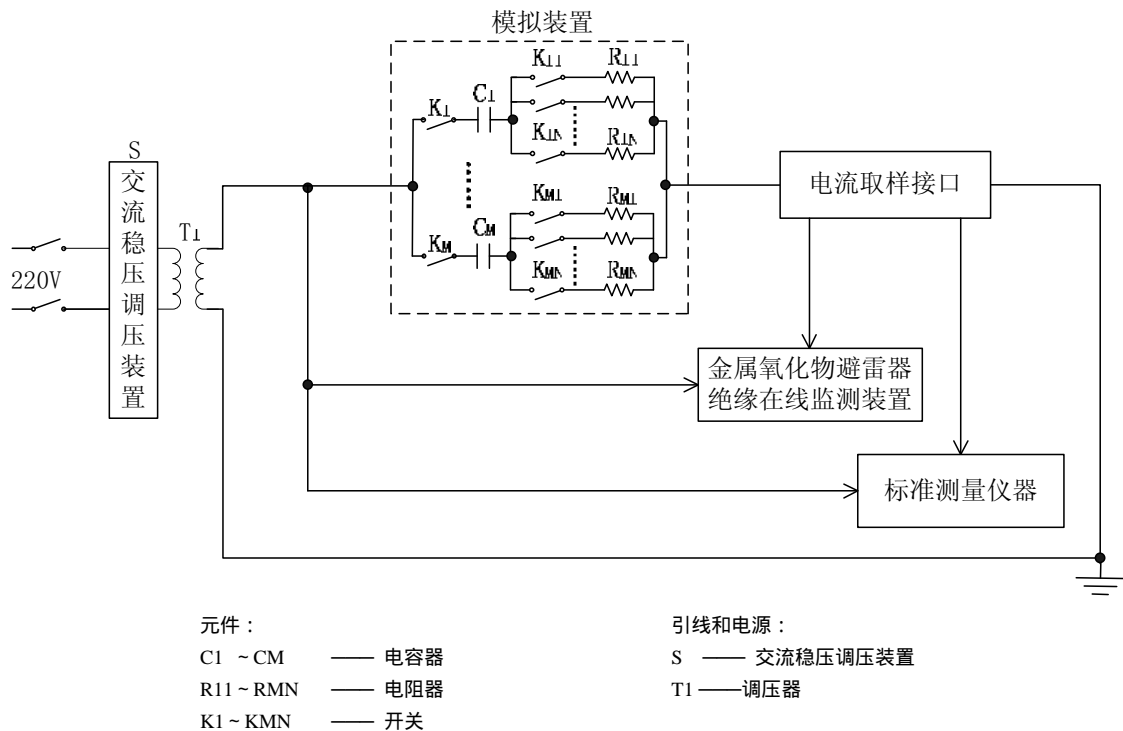 模拟装置
K11
R11
C1
K1
K1N
R1N
S
交流稳压调压装置
T1
220V
电流取样接口
KM1
RM1
CM
KM
KMN
RMN
金属氧化物避雷器
绝缘在线监测装置
标准测量仪器
元件：
C1 ~ CM —— 电容器
R11 ~ RMN —— 电阻器
K1 ~ KMN —— 开关
引线和电源：
S —— 交流稳压调压装置
T1 ——调压器